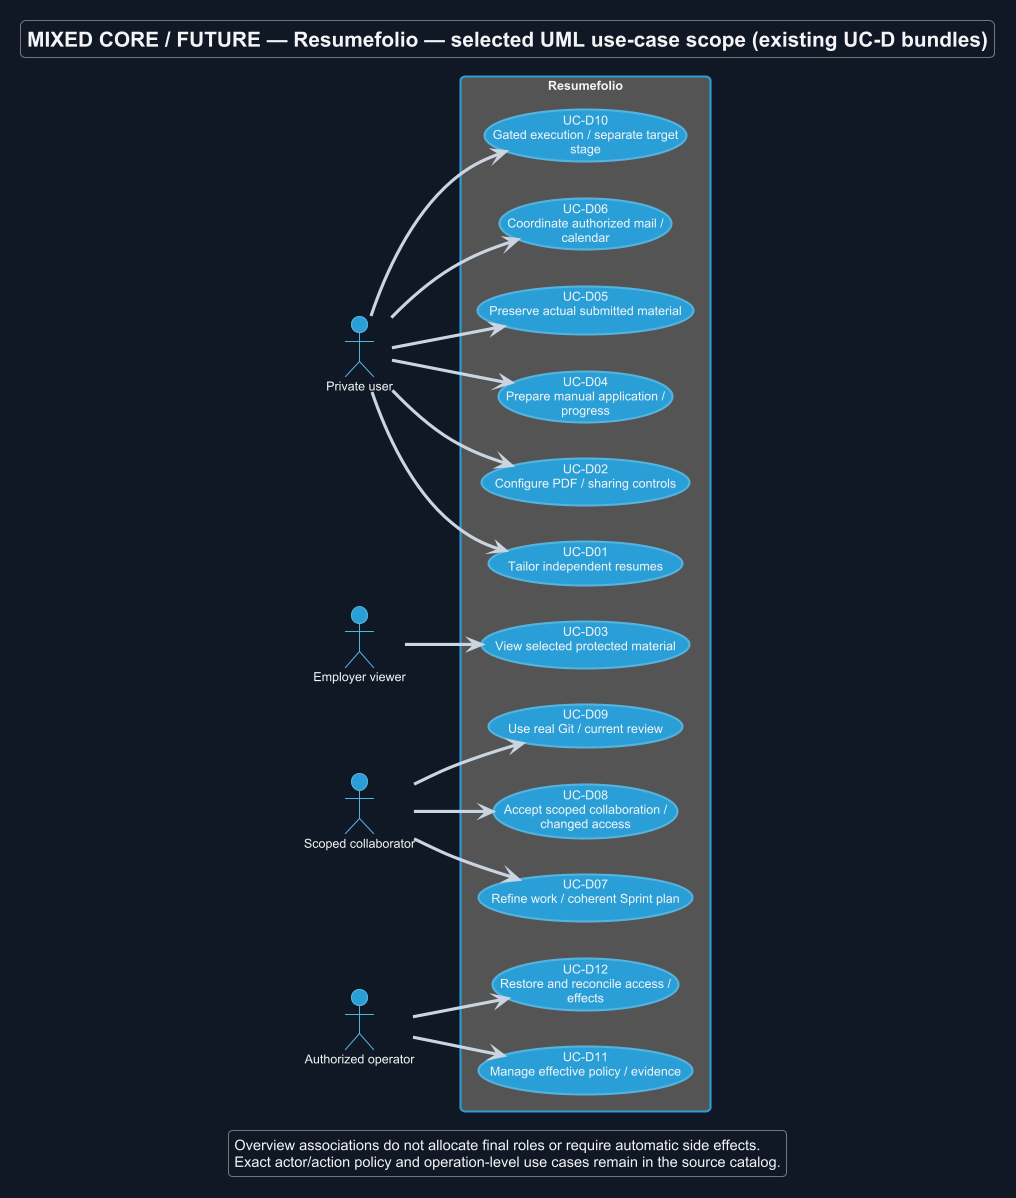 MIXED CORE / FUTURE — Resumefolio — selected UML use-case scope (existing UC-D bundles)
Resumefolio
UC-D10
Gated execution / separate target
stage
UC-D06
Coordinate authorized mail /
calendar
UC-D05
Preserve actual submitted material
Private user
UC-D04
Prepare manual application /
progress
UC-D02
Configure PDF / sharing controls
UC-D01
Tailor independent resumes
Employer viewer
UC-D03
View selected protected material
UC-D09
Use real Git / current review
Scoped collaborator
UC-D08
Accept scoped collaboration /
changed access
UC-D07
Refine work / coherent Sprint plan
UC-D12
Restore and reconcile access /
effects
Authorized operator
UC-D11
Manage effective policy / evidence
Overview associations do not allocate final roles or require automatic side effects.
Exact actor/action policy and operation-level use cases remain in the source catalog.